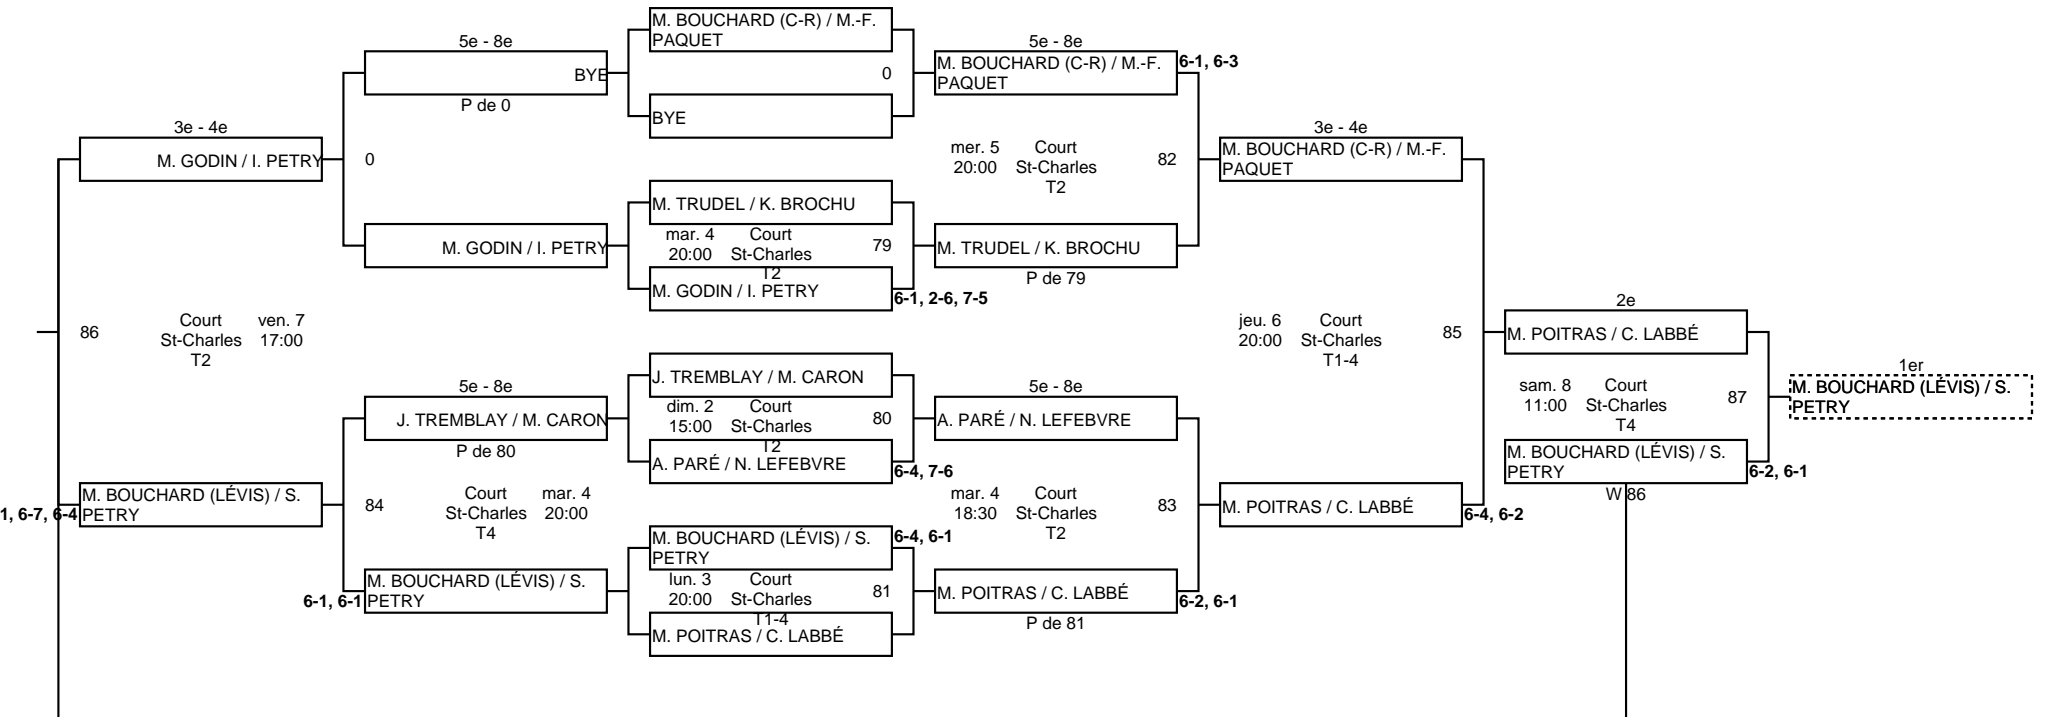 M. BOUCHARD (C-R) / M.-F.
PAQUET
5e - 8e
5e - 8e
BYE
0
M. BOUCHARD (C-R) / M.-F.
PAQUET
6-1, 6-3
P de 0
BYE
3e - 4e
3e - 4e
M. GODIN / I. PETRY
0
mer. 5
20:00
Court
St-Charles
T2
82
M. BOUCHARD (C-R) / M.-F.
PAQUET
M. TRUDEL / K. BROCHU
M. GODIN / I. PETRY
mar. 4
20:00
Court
St-Charles
T2
79
M. TRUDEL / K. BROCHU
P de 79
M. GODIN / I. PETRY
6-1, 2-6, 7-5
86
Court
St-Charles
T2
ven. 7
17:00
jeu. 6
20:00
Court
St-Charles
T1-4
85
2e
M. POITRAS / C. LABBÉ
J. TREMBLAY / M. CARON
5e - 8e
5e - 8e
J. TREMBLAY / M. CARON
dim. 2
15:00
Court
St-Charles
T2
80
A. PARÉ / N. LEFEBVRE
P de 80
A. PARÉ / N. LEFEBVRE
6-4, 7-6
sam. 8
11:00
Court
St-Charles
T4
87
1er
M. BOUCHARD (LÉVIS) / S.
PETRY
M. BOUCHARD (LÉVIS) / S.
PETRY
6-2, 6-1
W 86
1, 6-7, 6-4
M. BOUCHARD (LÉVIS) / S.
PETRY
84
Court
St-Charles
T4
mar. 4
20:00
mar. 4
18:30
Court
St-Charles
T2
83
M. POITRAS / C. LABBÉ
6-4, 6-2
M. BOUCHARD (LÉVIS) / S.
PETRY
6-4, 6-1
6-1, 6-1
M. BOUCHARD (LÉVIS) / S.
PETRY
lun. 3
20:00
Court
St-Charles
T1-4
81
M. POITRAS / C. LABBÉ
6-2, 6-1
P de 81
M. POITRAS / C. LABBÉ